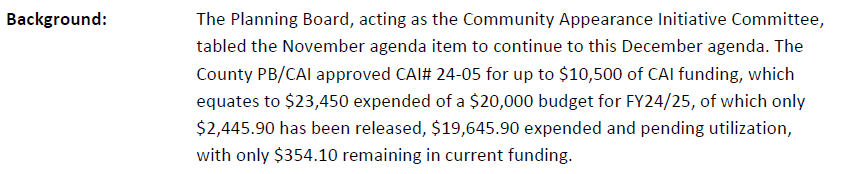 Background: The Planning Board, acting as the Community Appearance Initiative Committee,
tabled the November agenda item to continue to this December agenda. The
County PB/CAI approved CAI# 24-05 for up to $10,500 of CAI funding, which
equates to $23,450 expended of a $20,000 budget for FY24/25, of which only
$2,445.90 has been released, $19,645.90 expended and pending utilization,
with only $354.10 remaining in current funding.